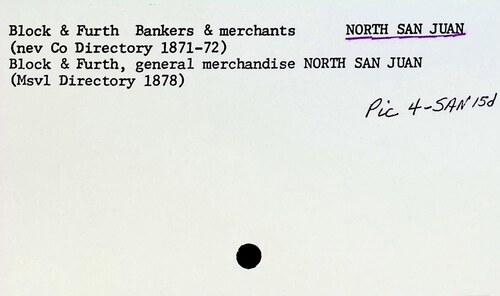 Block & Furth Bankers & merchants NORTH SAN JUAN
(nev Co Directory 1871-72)
Block & Furth, general merchandise NORTH SAN JUAN
(Msvl Directory 1878)
Pic 4-SAN'15d